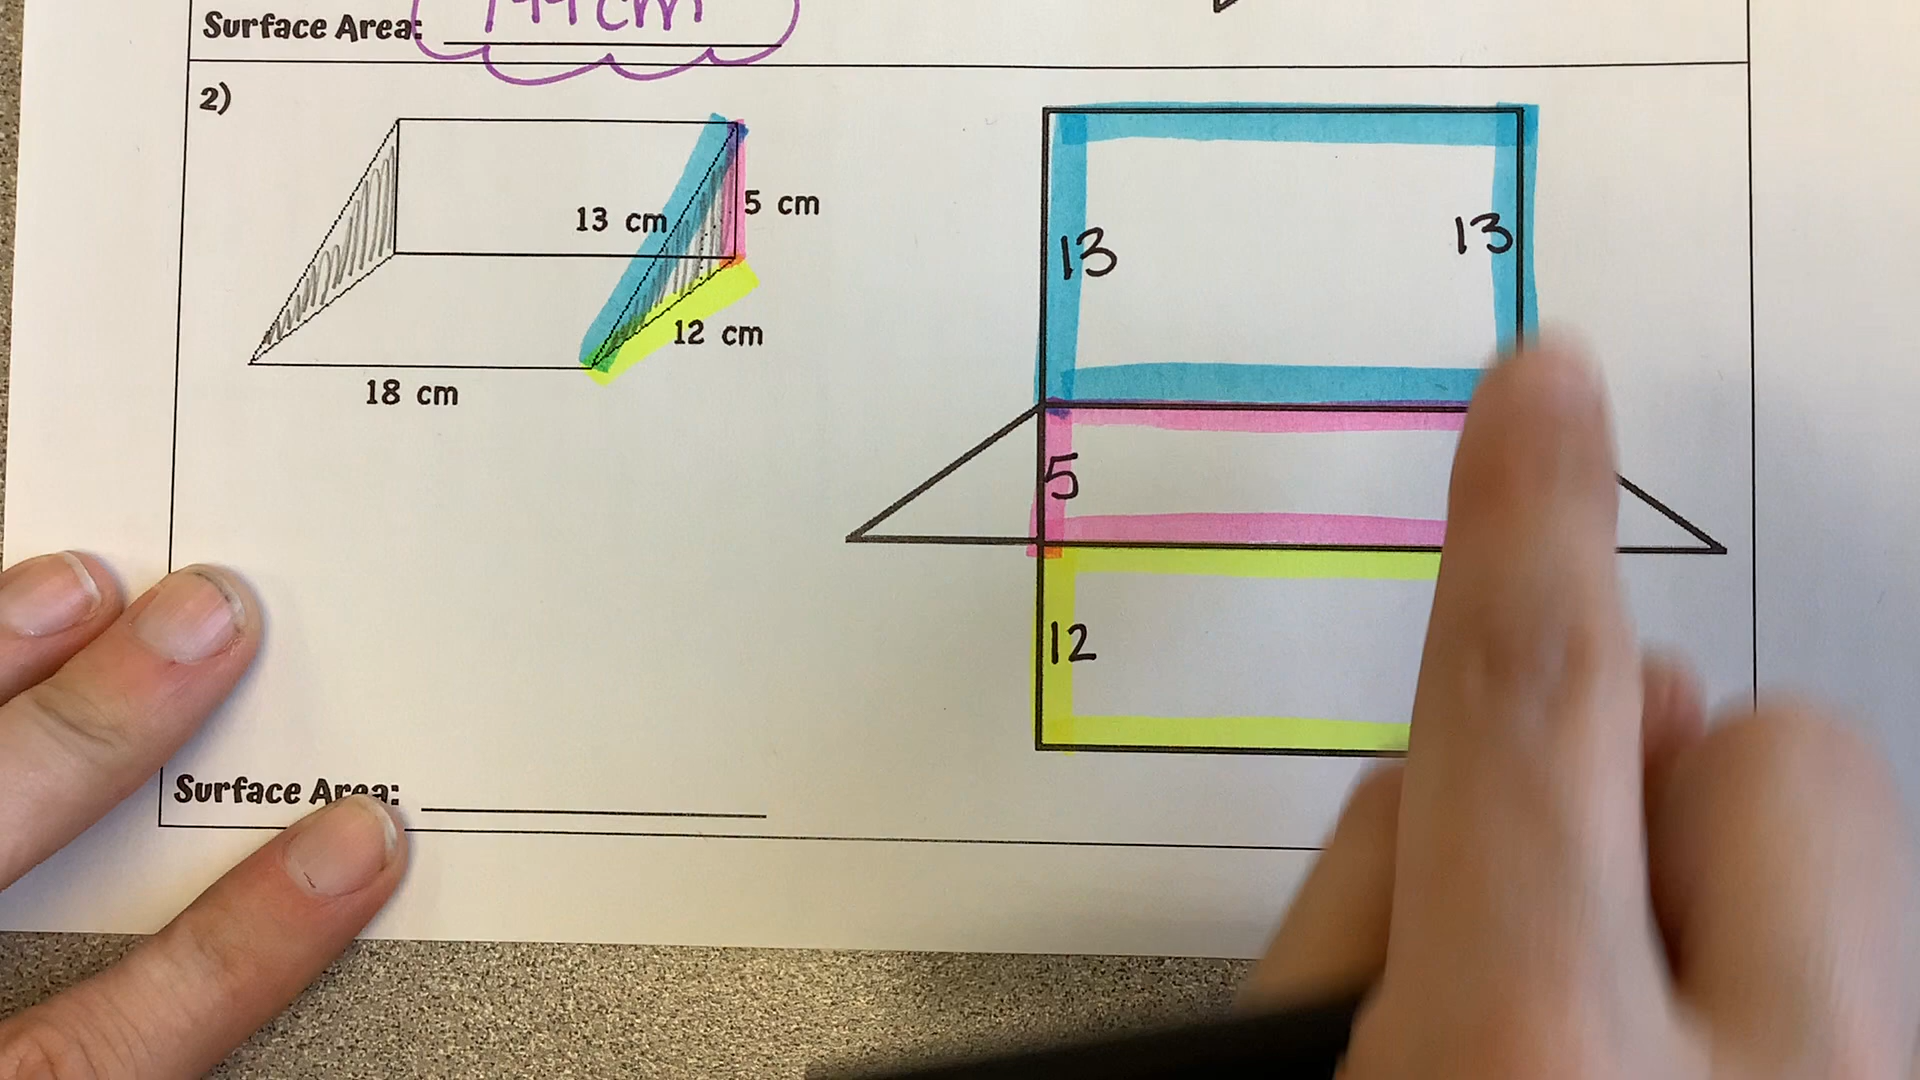 Surface Area:
2)
13 cm
5 cm
12 cm
18 cm
13
13
5
12
Surface Area: